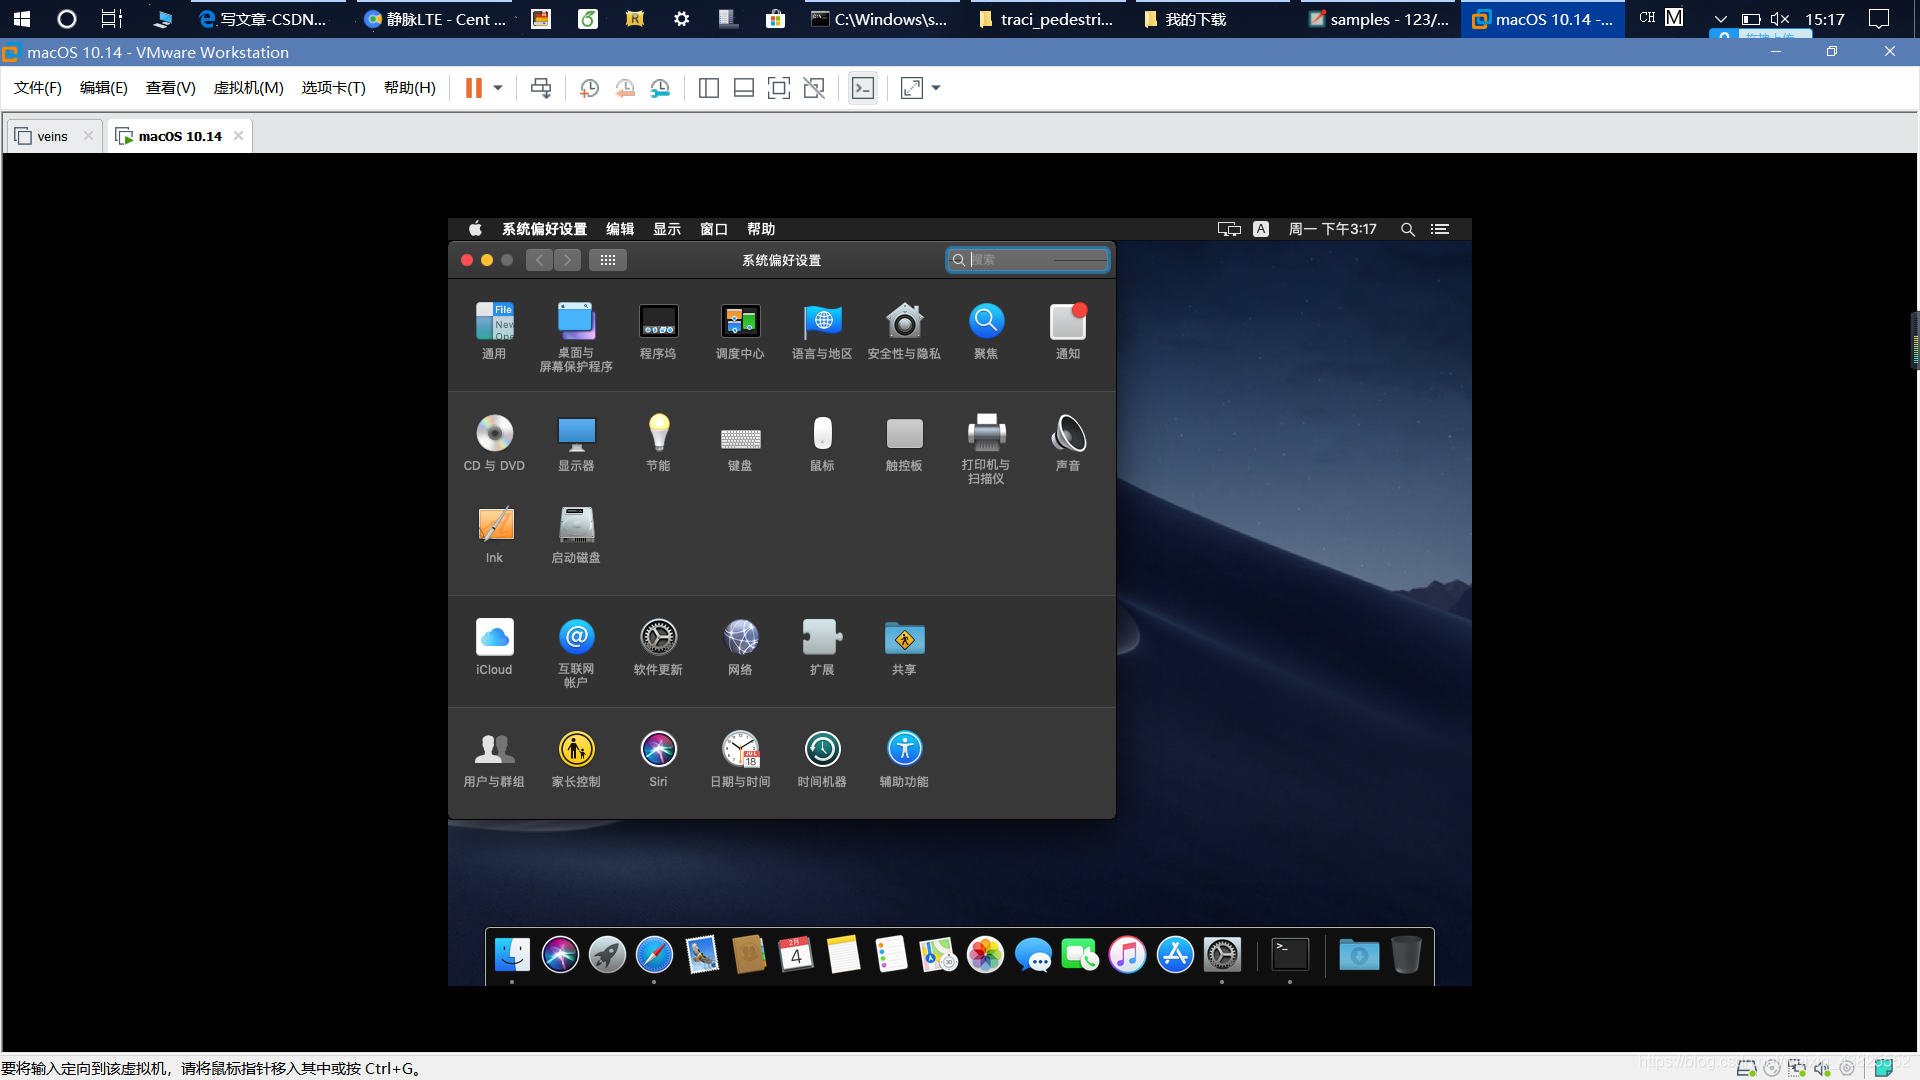 写文章-CSDN...
静脉LTE - Cent ...
C:\Windows\s...
traci_pedestri...
我的下载
samples - 123/...
macOS 10.14 -...
CH M
15:17
macOS 10.14 - VMware Workstation
文件(F) 编辑(E) 查看(V) 虚拟机(M) 选项卡(T) 帮助(H)
veins
macOS 10.14
系统偏好设置 编辑 显示 窗口 帮助
A 周一 下午3:17
系统偏好设置
搜索
File
New
通用
桌面与
屏幕保护程序
程序坞
调度中心
语言与地区
安全性与隐私
聚焦
通知
CD 与 DVD
显示器
节能
键盘
鼠标
触控板
打印机与
扫描仪
声音
Ink
启动磁盘
iCloud
互联网
帐户
软件更新
网络
扩展
共享
用户与群组
家长控制
Siri
JUL
18
日期与时间
时间机器
辅助功能
2月
4
要将输入定向到该虚拟机，请将鼠标指针移入其中或按 Ctrl+G。